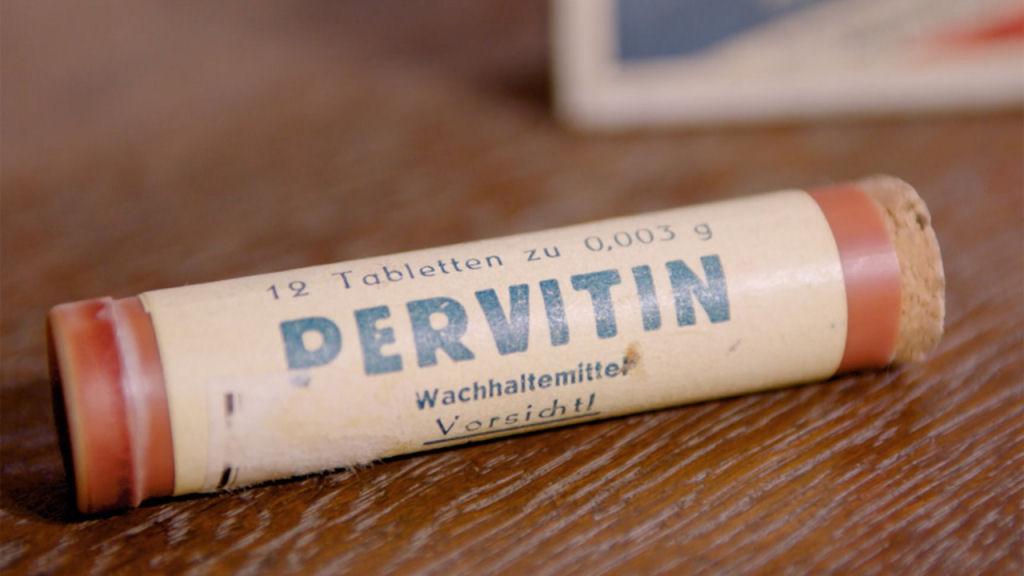 12 Tabletten zu 0,003 g
PERVITIN
Wachhaltemittel
Vorsicht!